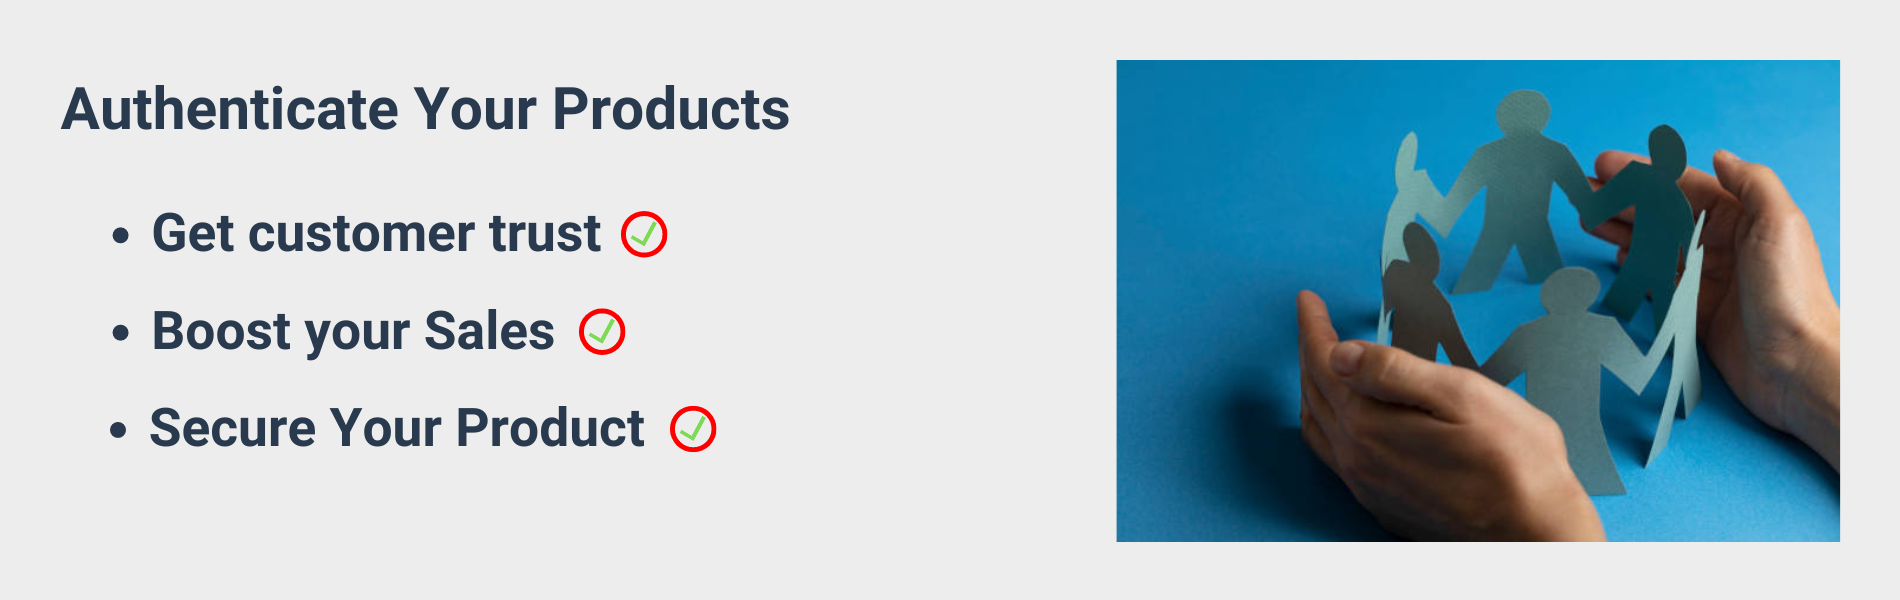 Authenticate Your Products
• Get customer trust
• Boost your Sales
• Secure Your Product